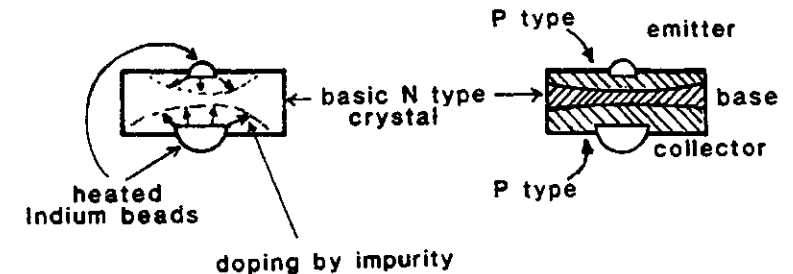 P type
emitter
basic N type
crystal
base
collector
heated
Indium beads
P type
doping by impurity